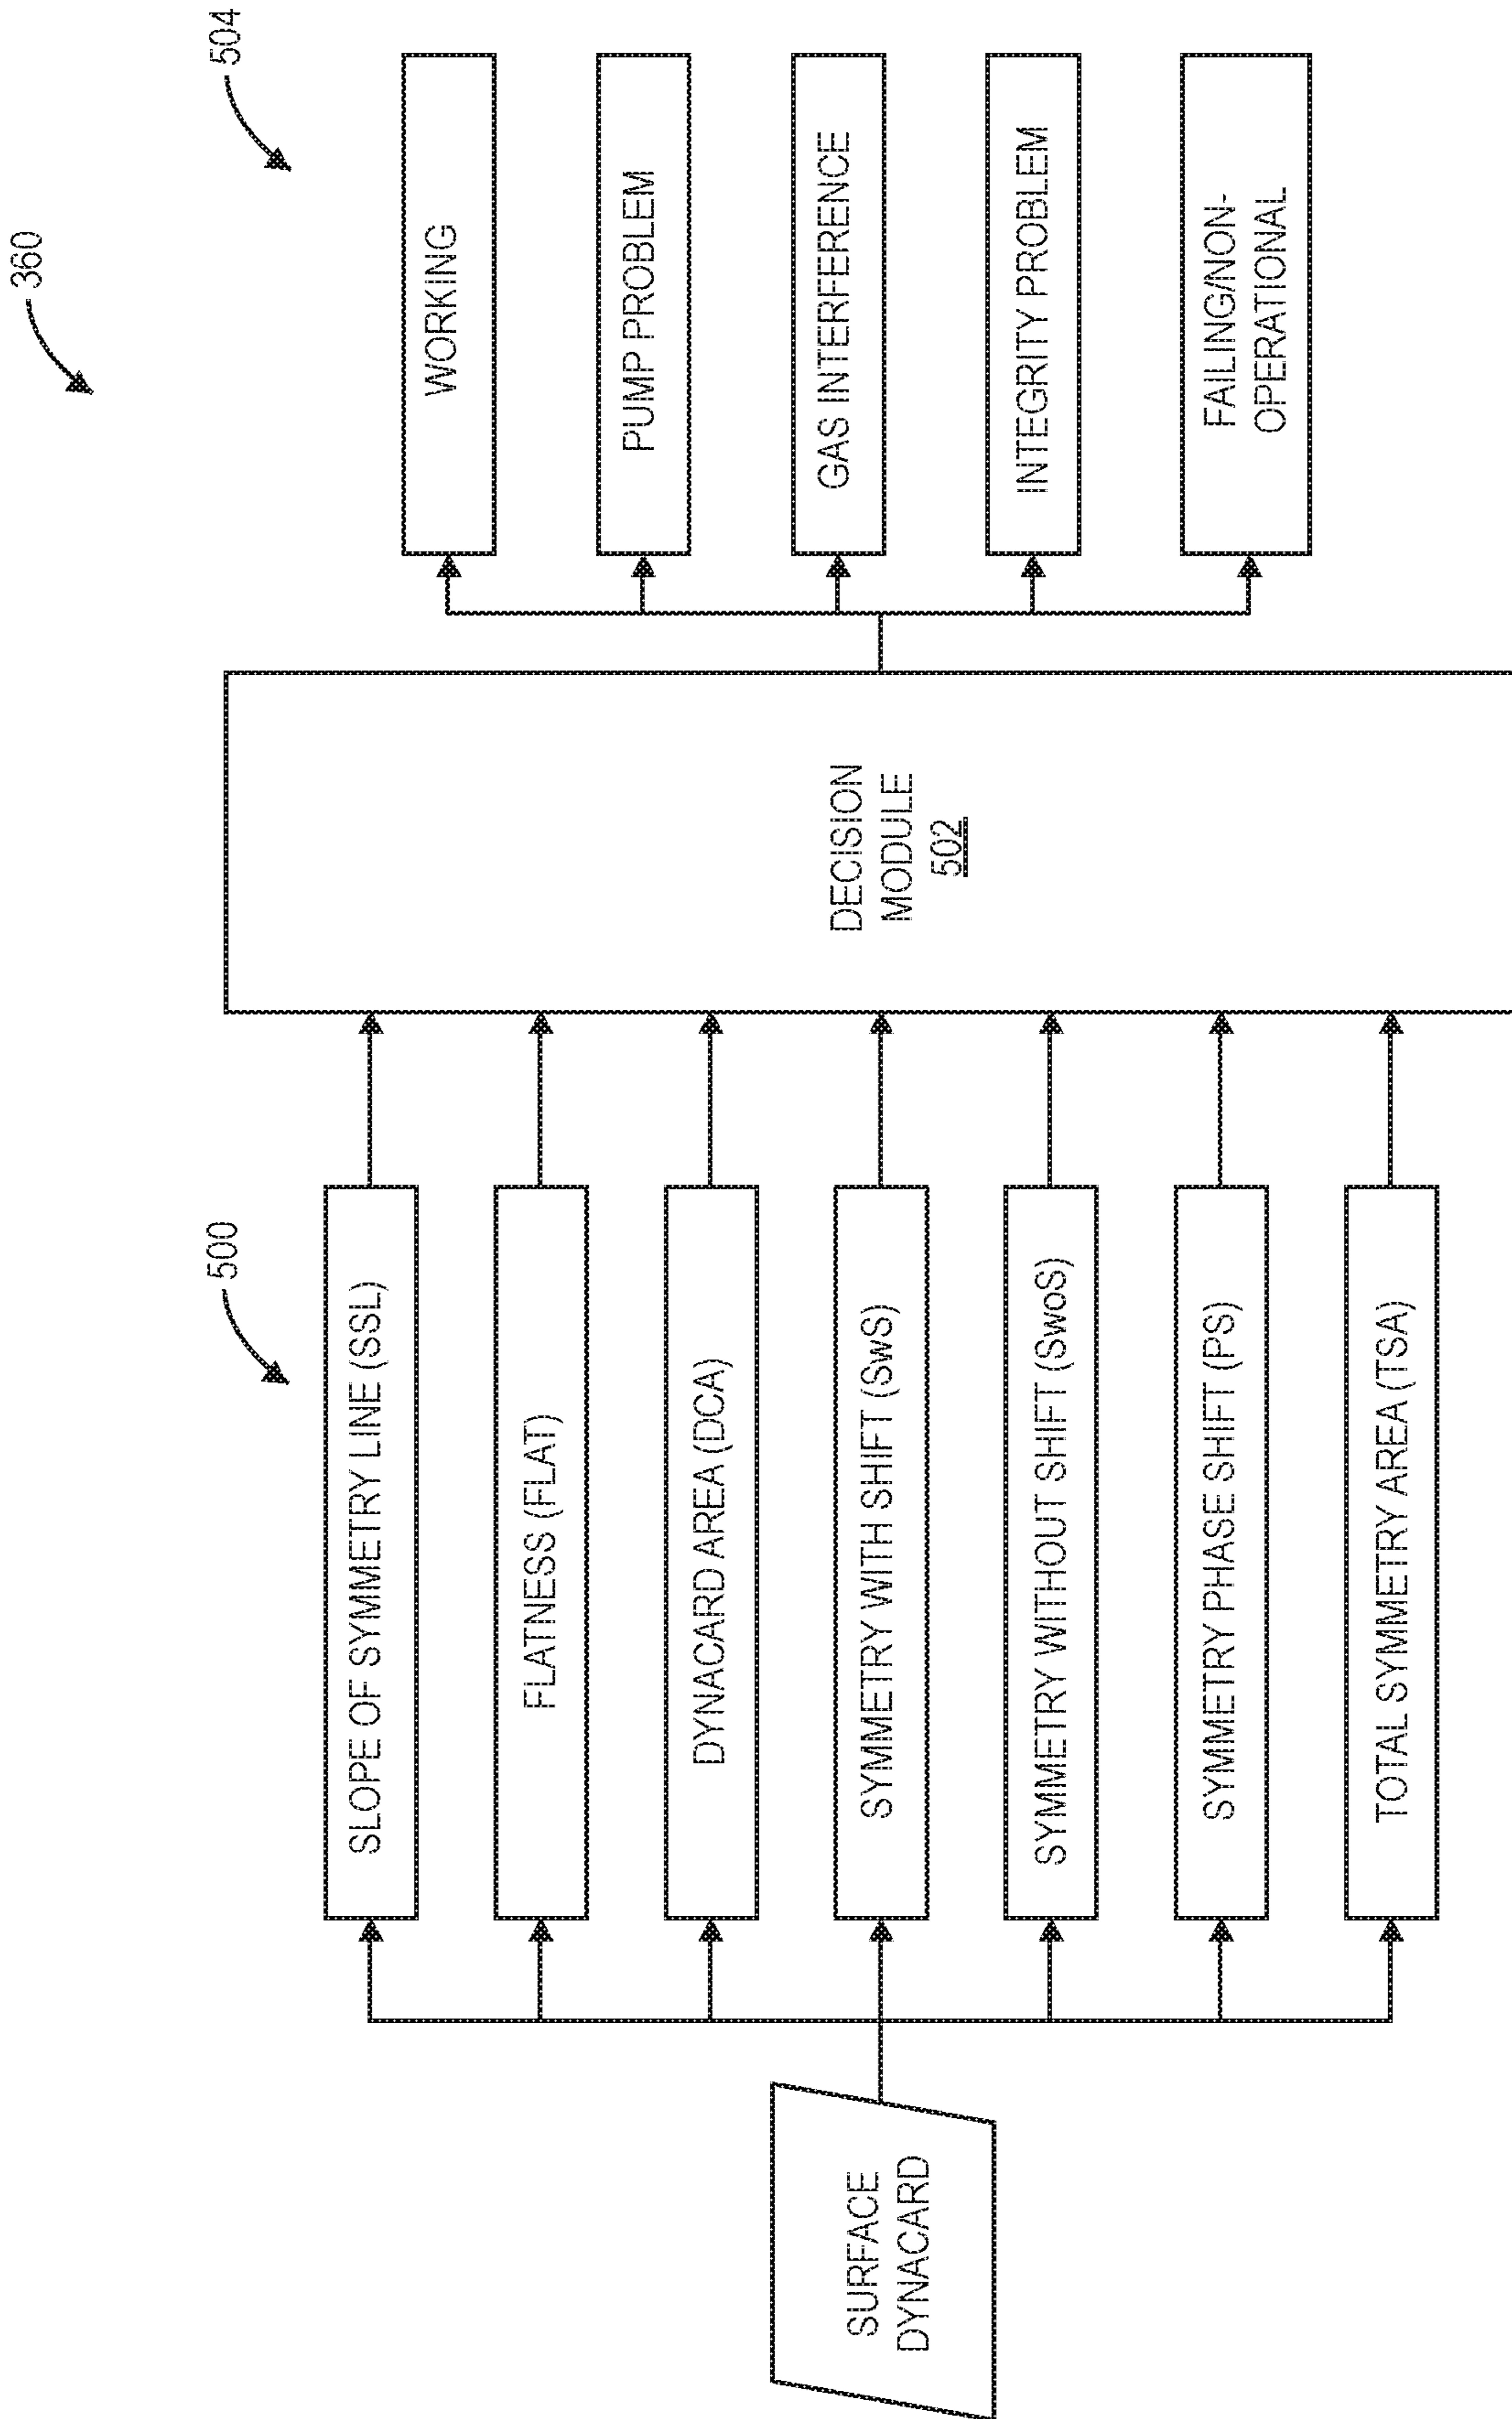 360
504
500
SURFACE
DYNACARD
SLOPE OF SYMMETRY LINE (SSL)
FLATNESS (FLAT)
DYNACARD AREA (DCA)
SYMMETRY WITH SHIFT (SwS)
SYMMETRY WITHOUT SHIFT (SwoS)
SYMMETRY PHASE SHIFT (PS)
TOTAL SYMMETRY AREA (TSA)
DECISION
MODULE
502
WORKING
PUMP PROBLEM
GAS INTERFERENCE
INTEGRITY PROBLEM
FAILING/NON-
OPERATIONAL